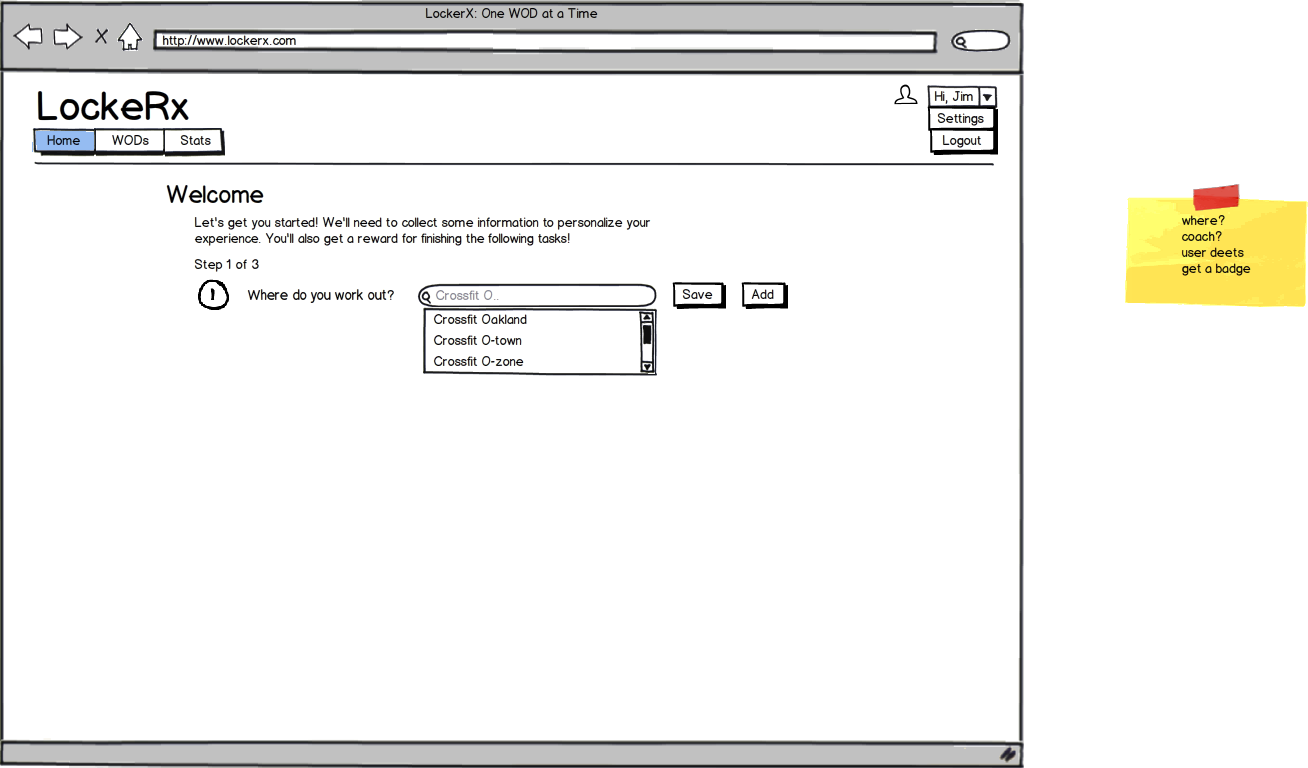 LockerX: One WOD at a Time
http://www.lockerx.com
LockeRx
Hi, Jim
Settings
Logout
Home
WODs
Stats
Welcome
Let's get you started! We'll need to collect some information to personalize your
experience. You'll also get a reward for finishing the following tasks!
Step 1 of 3
1 Where do you work out?
Crossfit O..
Save
Add
Crossfit Oakland
Crossfit O-town
Crossfit O-zone
where?
coach?
user deets
get a badge